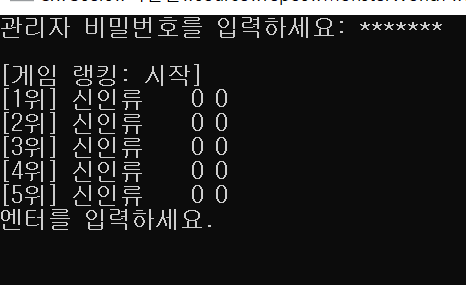 관리자 비밀번호를 입력하세요: *******
[게임 랭킹: 시작]
[1위] 신인류 0 0
[2위] 신인류 0 0
[3위] 신인류 0 0
[4위] 신인류 0 0
[5위] 신인류 0 0
엔터를 입력하세요.